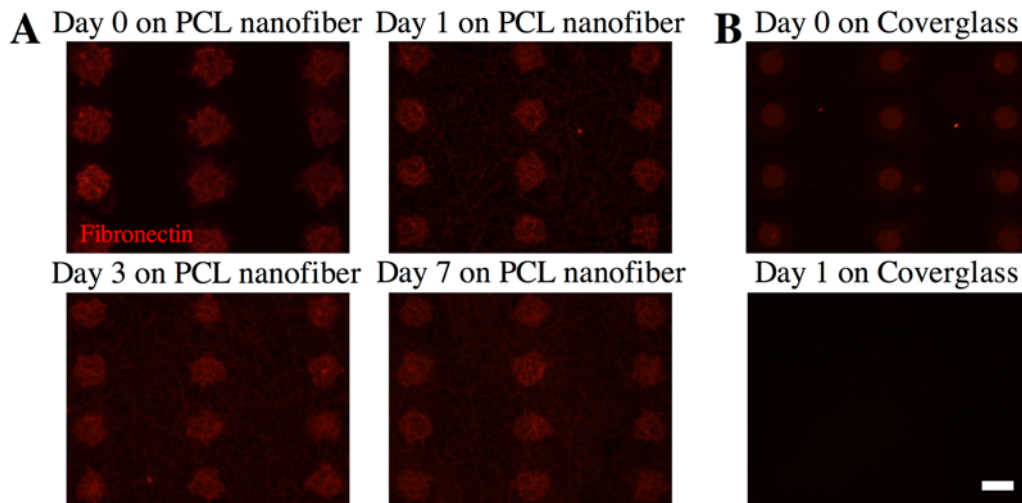 A
Day 0 on PCL nanofiber
Day 1 on PCL nanofiber
B
Day 0 on Coverglass
Fibronectin
Day 3 on PCL nanofiber
Day 7 on PCL nanofiber
Day 1 on Coverglass